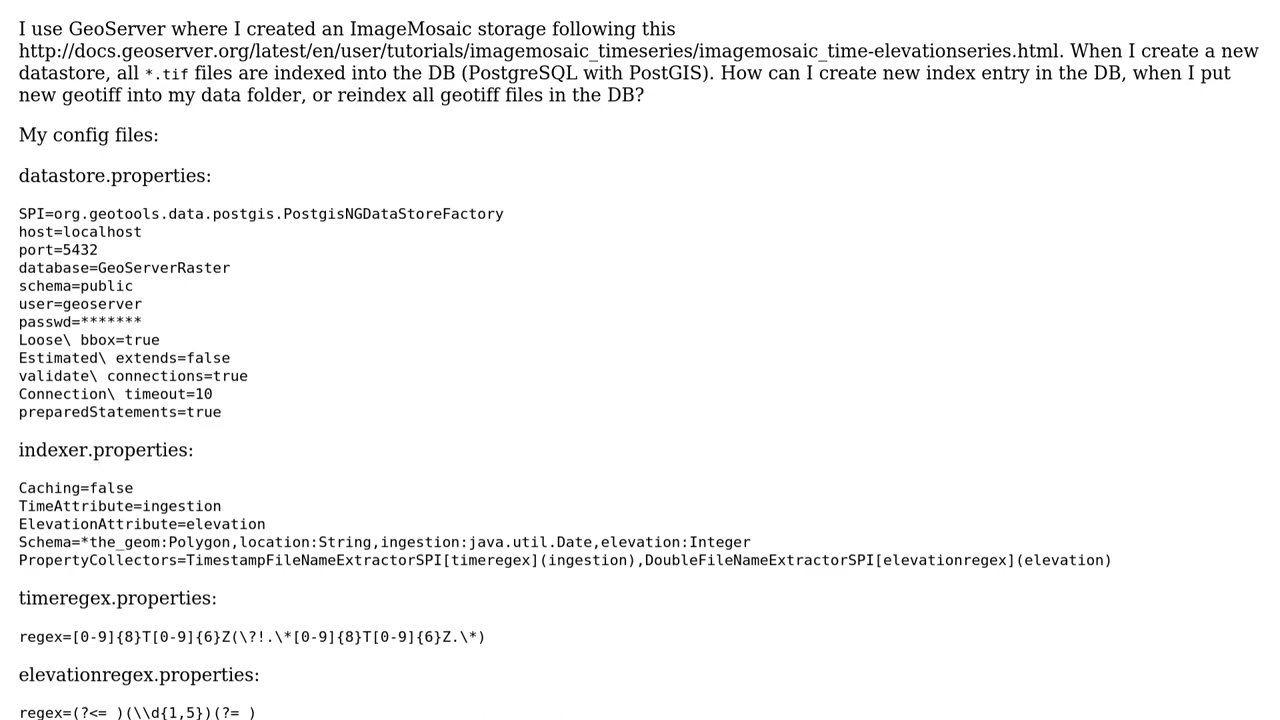 I use GeoServer where I created an ImageMosaic storage following this
http://docs.geoserver.org/latest/en/user/tutorials/imagemosaic_timeseries/imagemosaic_time-elevationseries.html. When I create a new
datastore, all *.tif files are indexed into the DB (PostgreSQL with PostGIS). How can I create new index entry in the DB, when I put
new geotiff into my data folder, or reindex all geotiff files in the DB?
My config files:
datastore.properties:
SPI=org.geotools.data.postgis.PostgisNGDataStoreFactory
host=localhost
port=5432
database=GeoServerRaster
schema=public
user=geoserver
passwd=*******
Loose\ bbox=true
Estimated\ extends=false
validate\ connections=true
Connection\ timeout=10
preparedStatements=true
indexer.properties:
Caching=false
TimeAttribute=ingestion
ElevationAttribute=elevation
Schema=*the_geom:Polygon,location:String,ingestion:java.util.Date,elevation:Integer
PropertyCollectors=TimestampFileNameExtractorSPI[timeregex](ingestion),DoubleFileNameExtractorSPI[elevationregex](elevation)
timeregex.properties:
regex=[0-9]{8}T[0-9]{6}Z(\?!.\*[0-9]{8}T[0-9]{6}Z.\*)
elevationregex.properties:
regex=(?<=_)(\\d{1,5})(?=_)